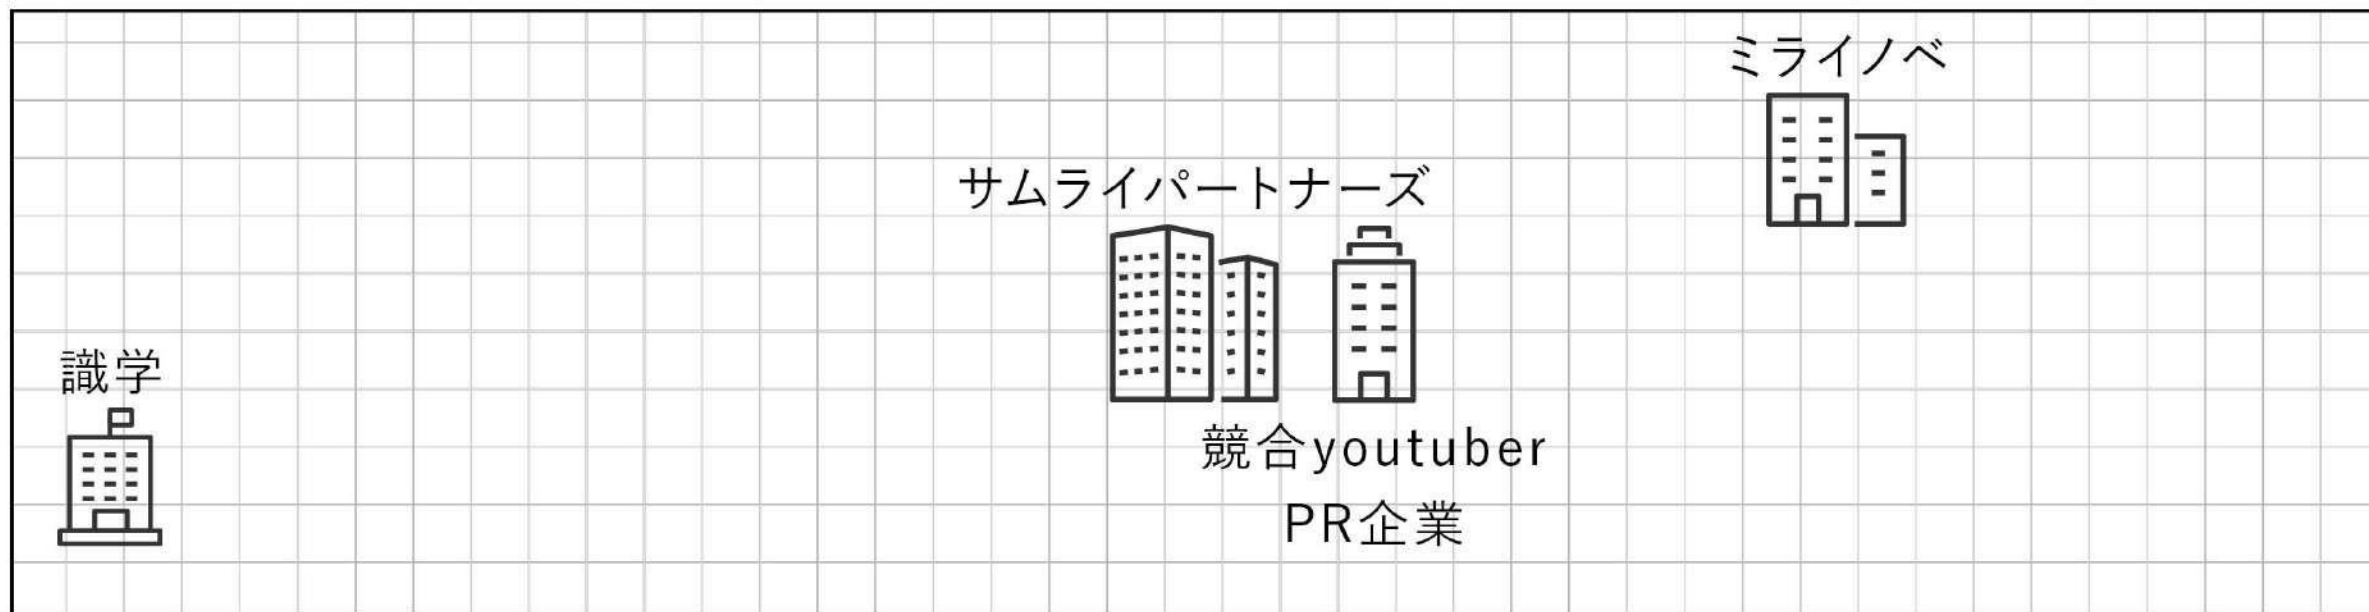 ミライノベ
サムライパートナーズ
識学
競合youtuber
PR企業